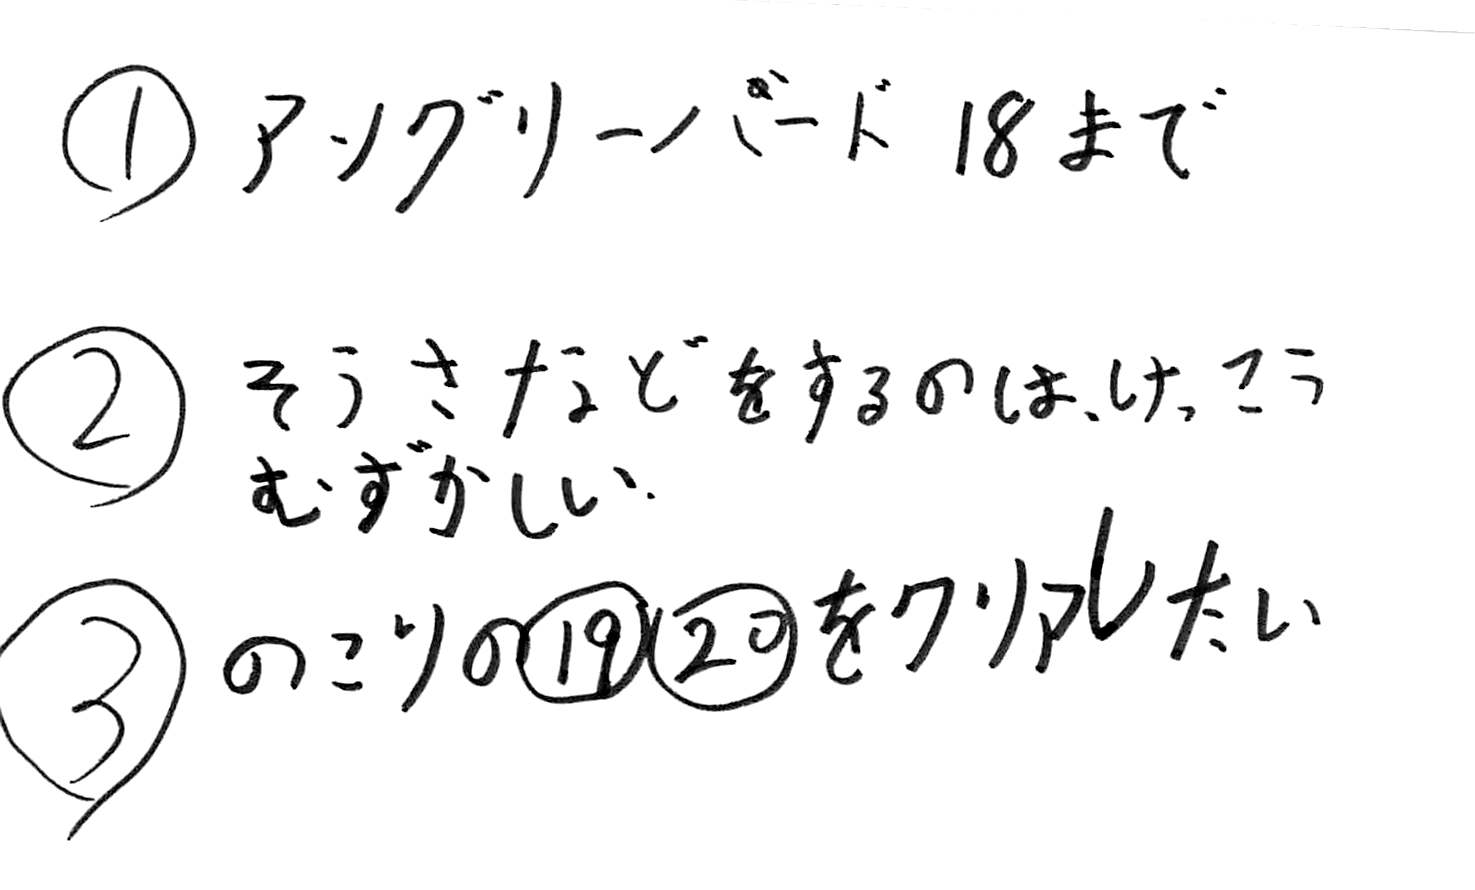 ① アングリーバード 18まで
② そうさなどをするのは、けっこう
むずかしい.
③ のこりの⑲⑳をクリアしたい